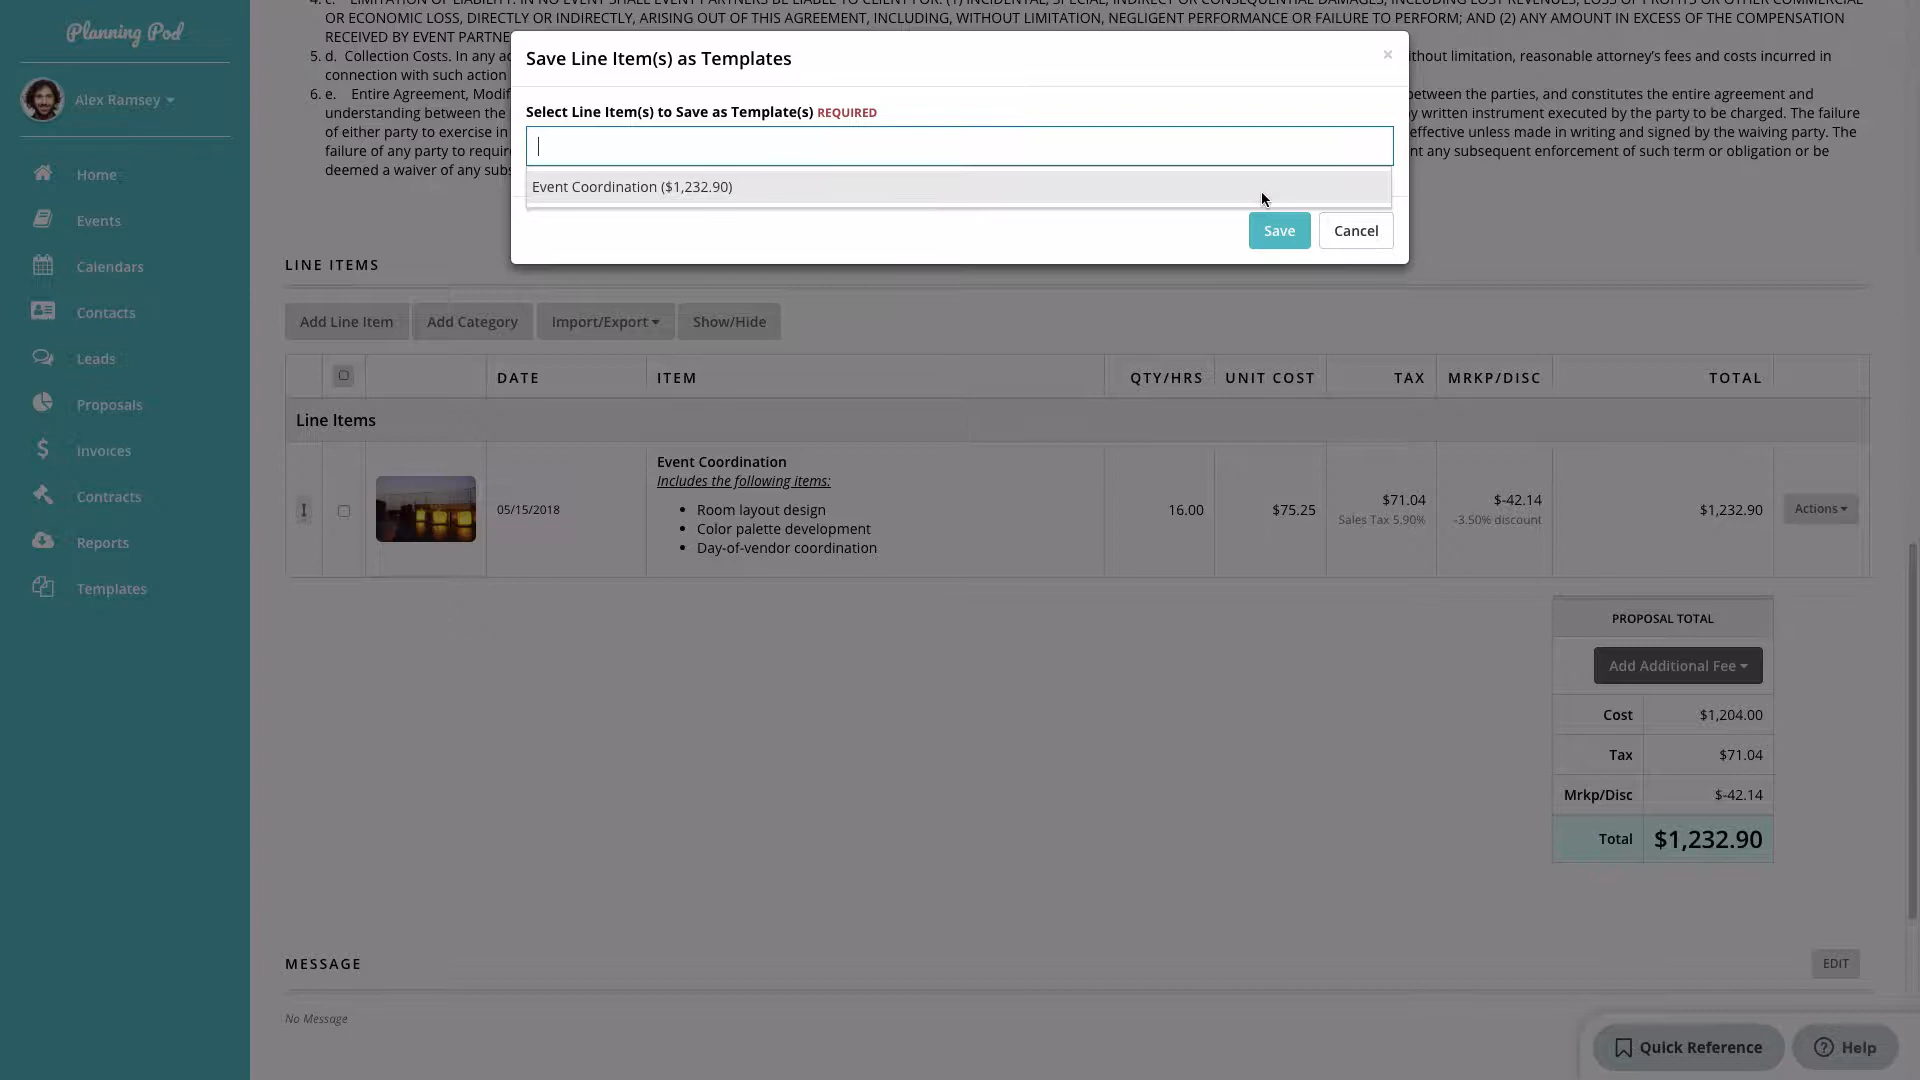 Planning Pod
Alex Ramsey
Home
Events
Calendars
Contacts
Leads
Proposals
Invoices
Contracts
Reports
Templates
OR ECONOMIC LOSS, DIRECTLY OR INDIRECTLY, ARISING OUT OF THIS AGREEMENT, INCLUDING, WITHOUT LIMITATION, NEGLIGENT PERFORMANCE OR FAILURE TO PERFORM; AND (2) ANY AMOUNT IN EXCESS OF THE COMPENSATION
RECEIVED BY EVENT PARTNE
5. d. Collection Costs. In any ac
thout limitation, reasonable attorney's fees and costs incurred in
connection with such action
6. e. Entire Agreement, Modif
between the parties, and constitutes the entire agreement and
understanding between the
y written instrument executed by the party to be charged. The failure
of either party to exercise in
effective unless made in writing and signed by the waiving party. The
failure of any party to requir
nt any subsequent enforcement of such term or obligation or be
deemed a waiver of any subs
Save Line Item(s) as Templates
×
Select Line Item(s) to Save as Template(s) REQUIRED
Event Coordination ($1,232.90)
Save Cancel
LINE ITEMS
Add Line Item Add Category Import/Export Show/Hide
DATE ITEM QTY/HRS UNIT COST TAX MRKP/DISC TOTAL
Line Items
Event Coordination
Includes the following items:
• Room layout design
• Color palette development
• Day-of-vendor coordination
05/15/2018
16.00 $75.25
$71.04
Sales Tax 5.90%
$-42.14
-3.50% discount
$1,232.90
Actions
PROPOSAL TOTAL
Add Additional Fee
Cost $1,204.00
Tax $71.04
Mrkp/Disc $-42.14
Total $1,232.90
MESSAGE
EDIT
No Message
Quick Reference
Help